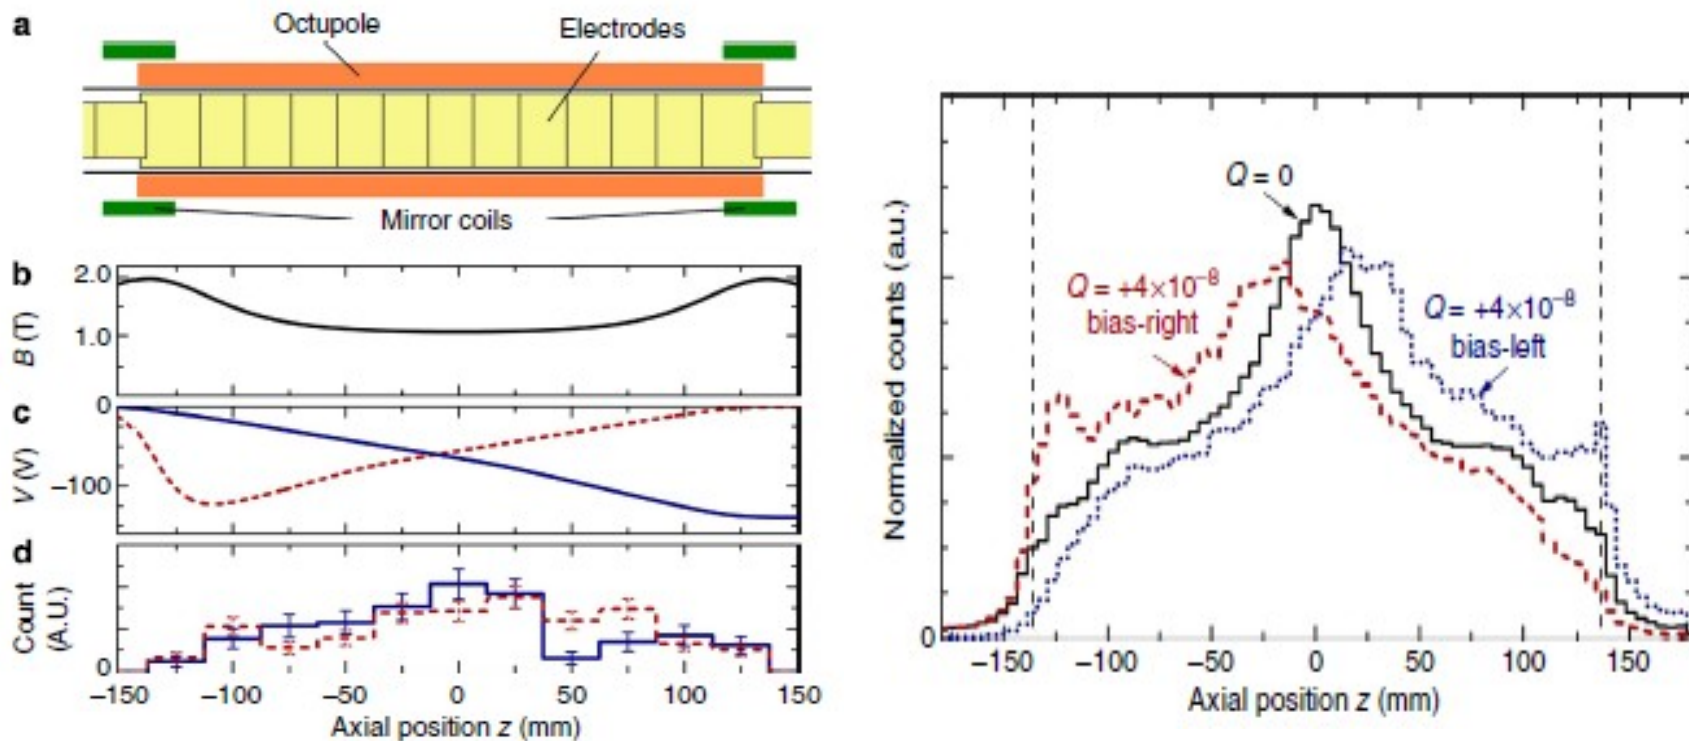 a
Octupole
Electrodes
Mirror coils
b
2.0
1.0
B (T)
c
0
−100
V (V)
d
Count
(A.U.)
0
−150 −100 −50 0 50 100 150
Axial position z (mm)
Q = 0
Q = +4×10−8
bias-right
Q = +4×10−8
bias-left
Normalized counts (a.u.)
0
−150 −100 −50 0 50 100 150
Axial position z (mm)